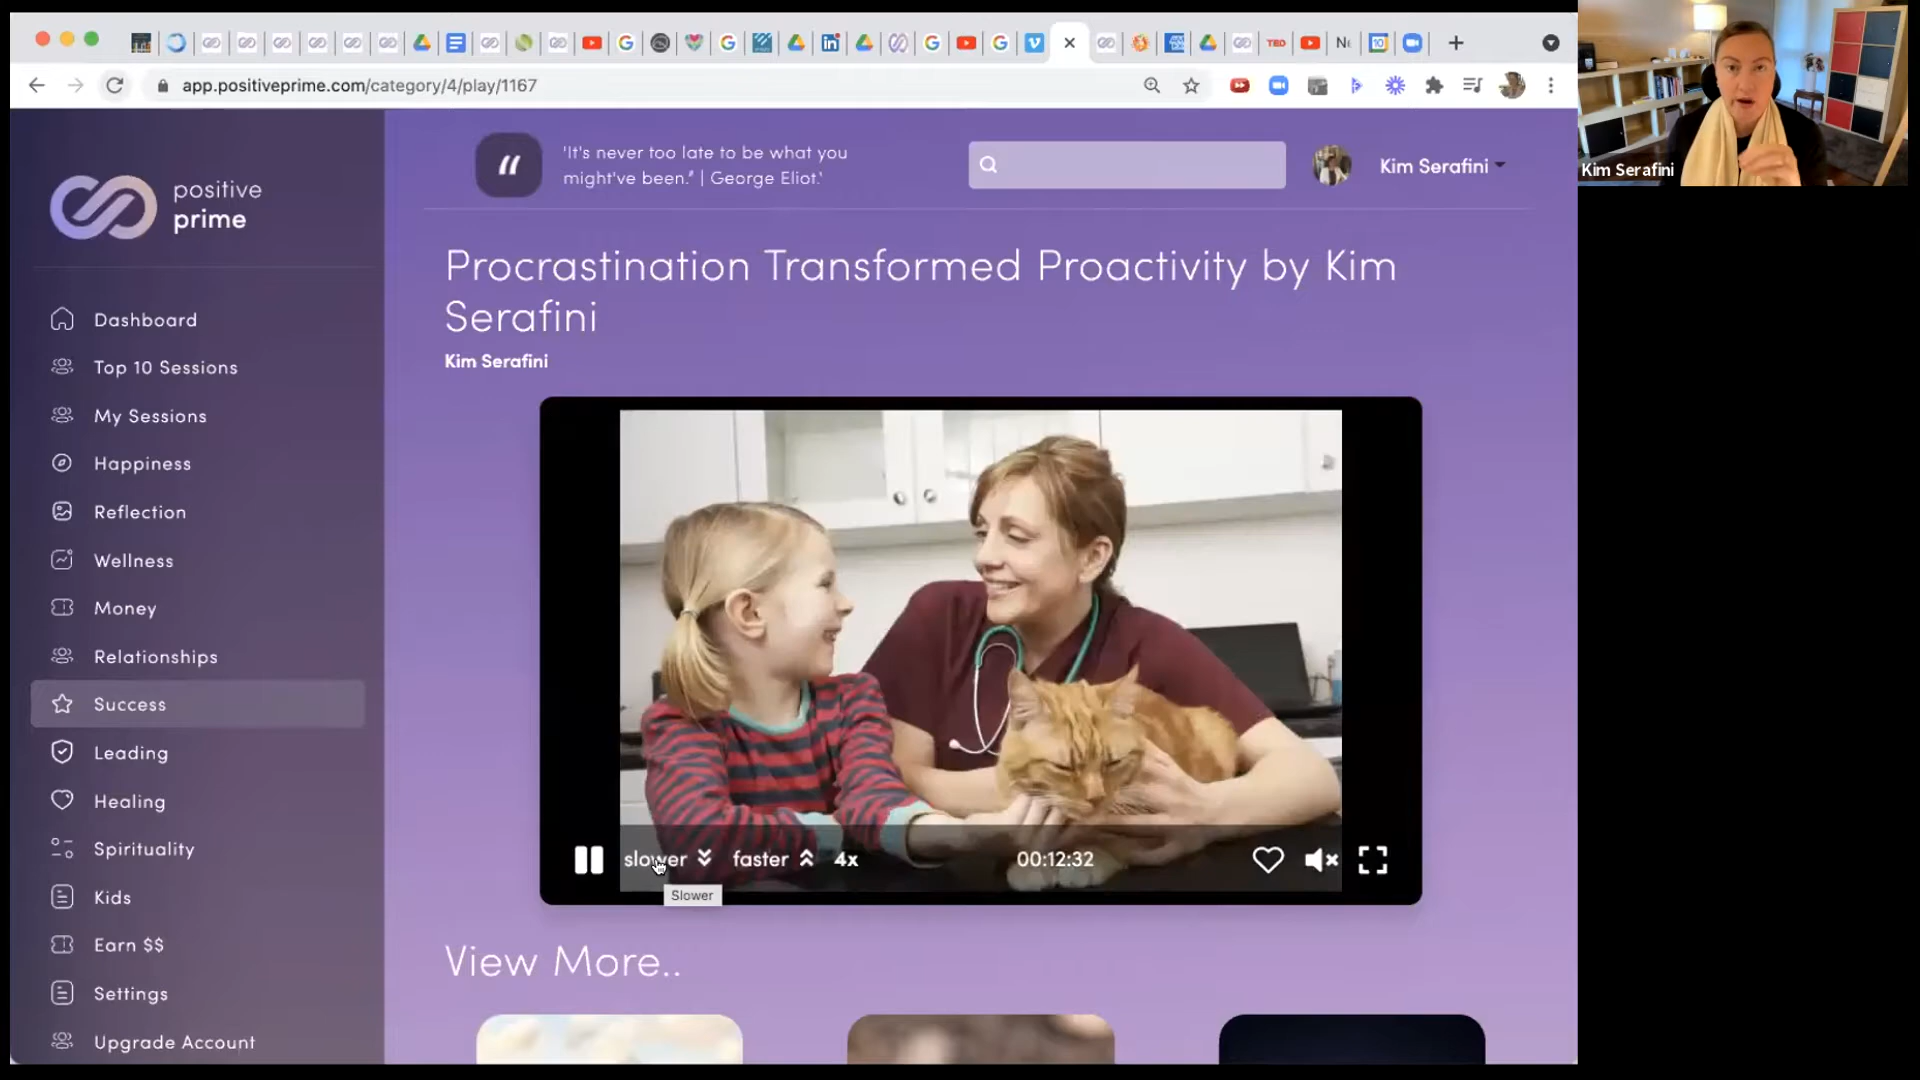 TED
10
app.positiveprime.com/category/4/play/1167
Kim Serafini
positive
prime
'It's never too late to be what you
might've been.” | George Eliot.'
Kim Serafini
Dashboard
Top 10 Sessions
My Sessions
Happiness
Reflection
Wellness
Money
Relationships
Success
Leading
Healing
Spirituality
Kids
Earn $$
Settings
Upgrade Account
Procrastination Transformed Proactivity by Kim
Serafini
Kim Serafini
slower faster 4x 00:12:32
Slower
View More..